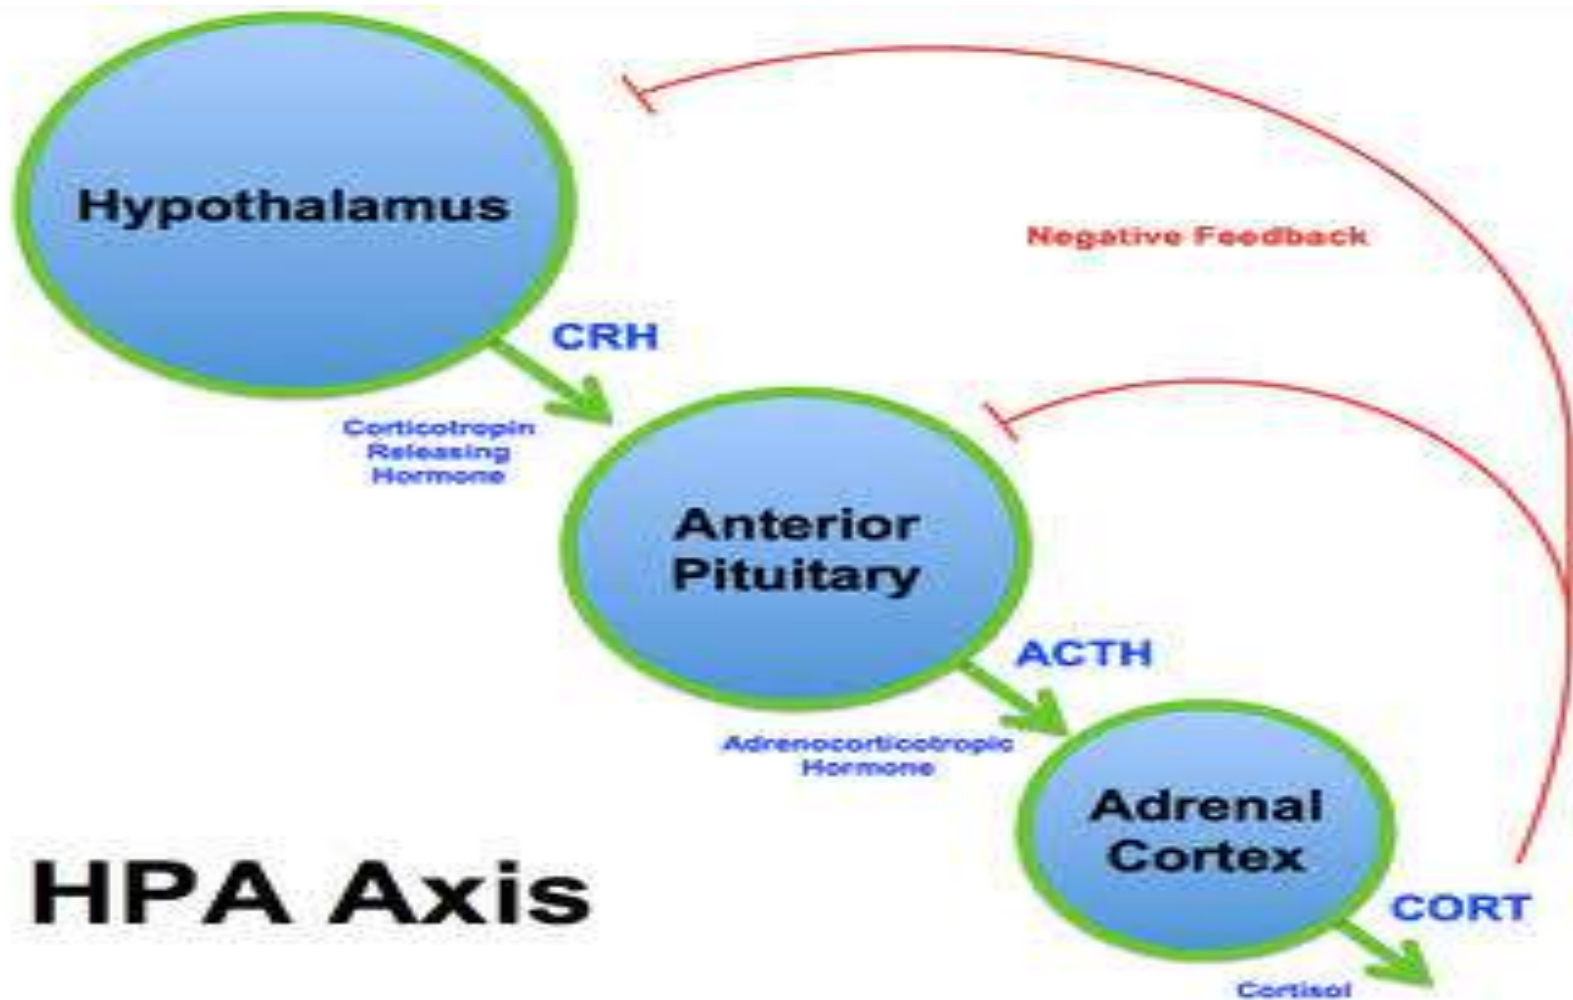 Hypothalamus
Negative Feedback
CRH
Corticotropin
Releasing
Hormone
Anterior
Pituitary
ACTH
Adrenocorticotropic
Hormone
Adrenal
Cortex
HPA Axis
CORT
Cortisol